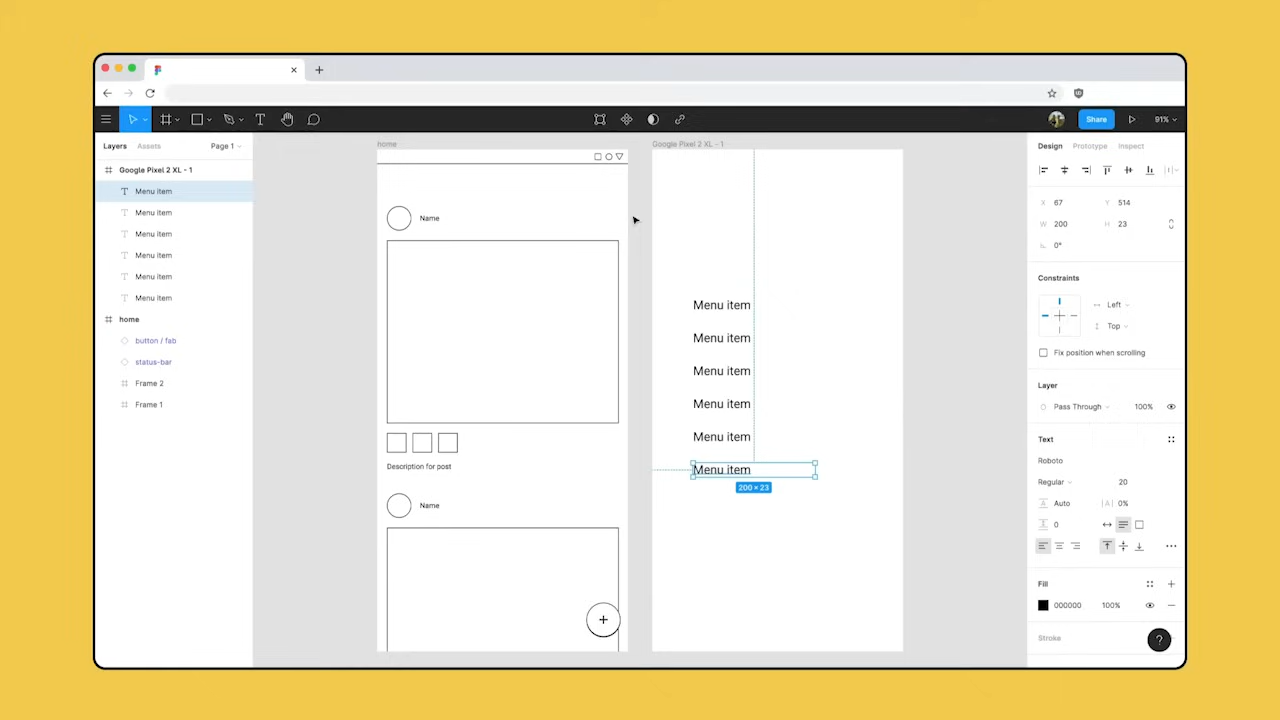 Share
91%
Layers
Assets
Page 1
Google Pixel 2 XL - 1
Menu item
Menu item
Menu item
Menu item
Menu item
Menu item
home
button / fab
status-bar
Frame 2
Frame 1
home
Name
Description for post
Name
+
Google Pixel 2 XL - 1
Menu item
Menu item
Menu item
Menu item
Menu item
Menu item
200 × 23
Design
Prototype
Inspect
X 67
Y 514
W 200
H 23
0°
Constraints
Left
Top
Fix position when scrolling
Layer
Pass Through
100%
Text
Roboto
Regular
20
Auto
0%
0
Fill
000000
100%
Stroke
?